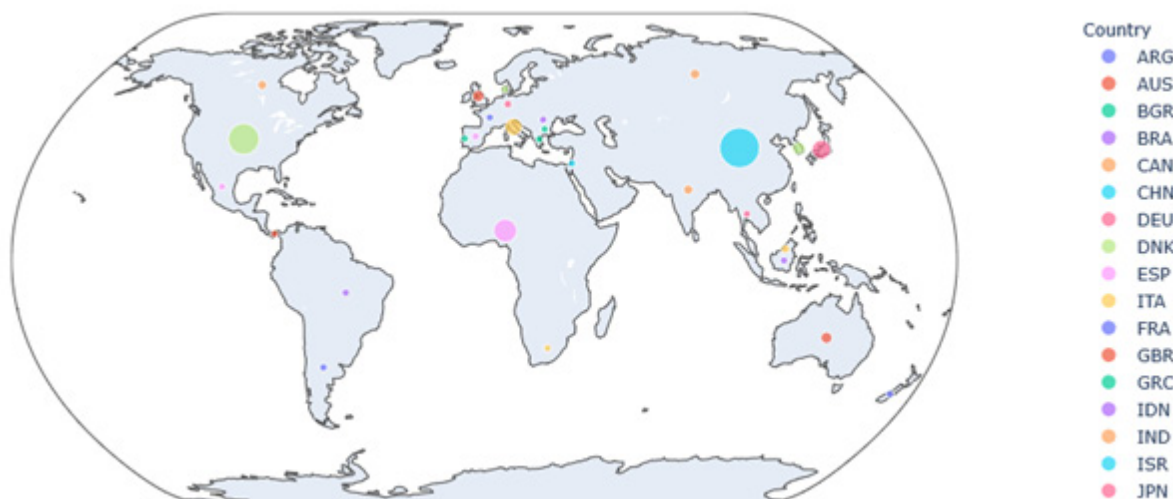 Country
ARG
AUS
BGR
BRA
CAN
CHN
DEU
DNK
ESP
ITA
FRA
GBR
GRC
IDN
IND
ISR
JPN